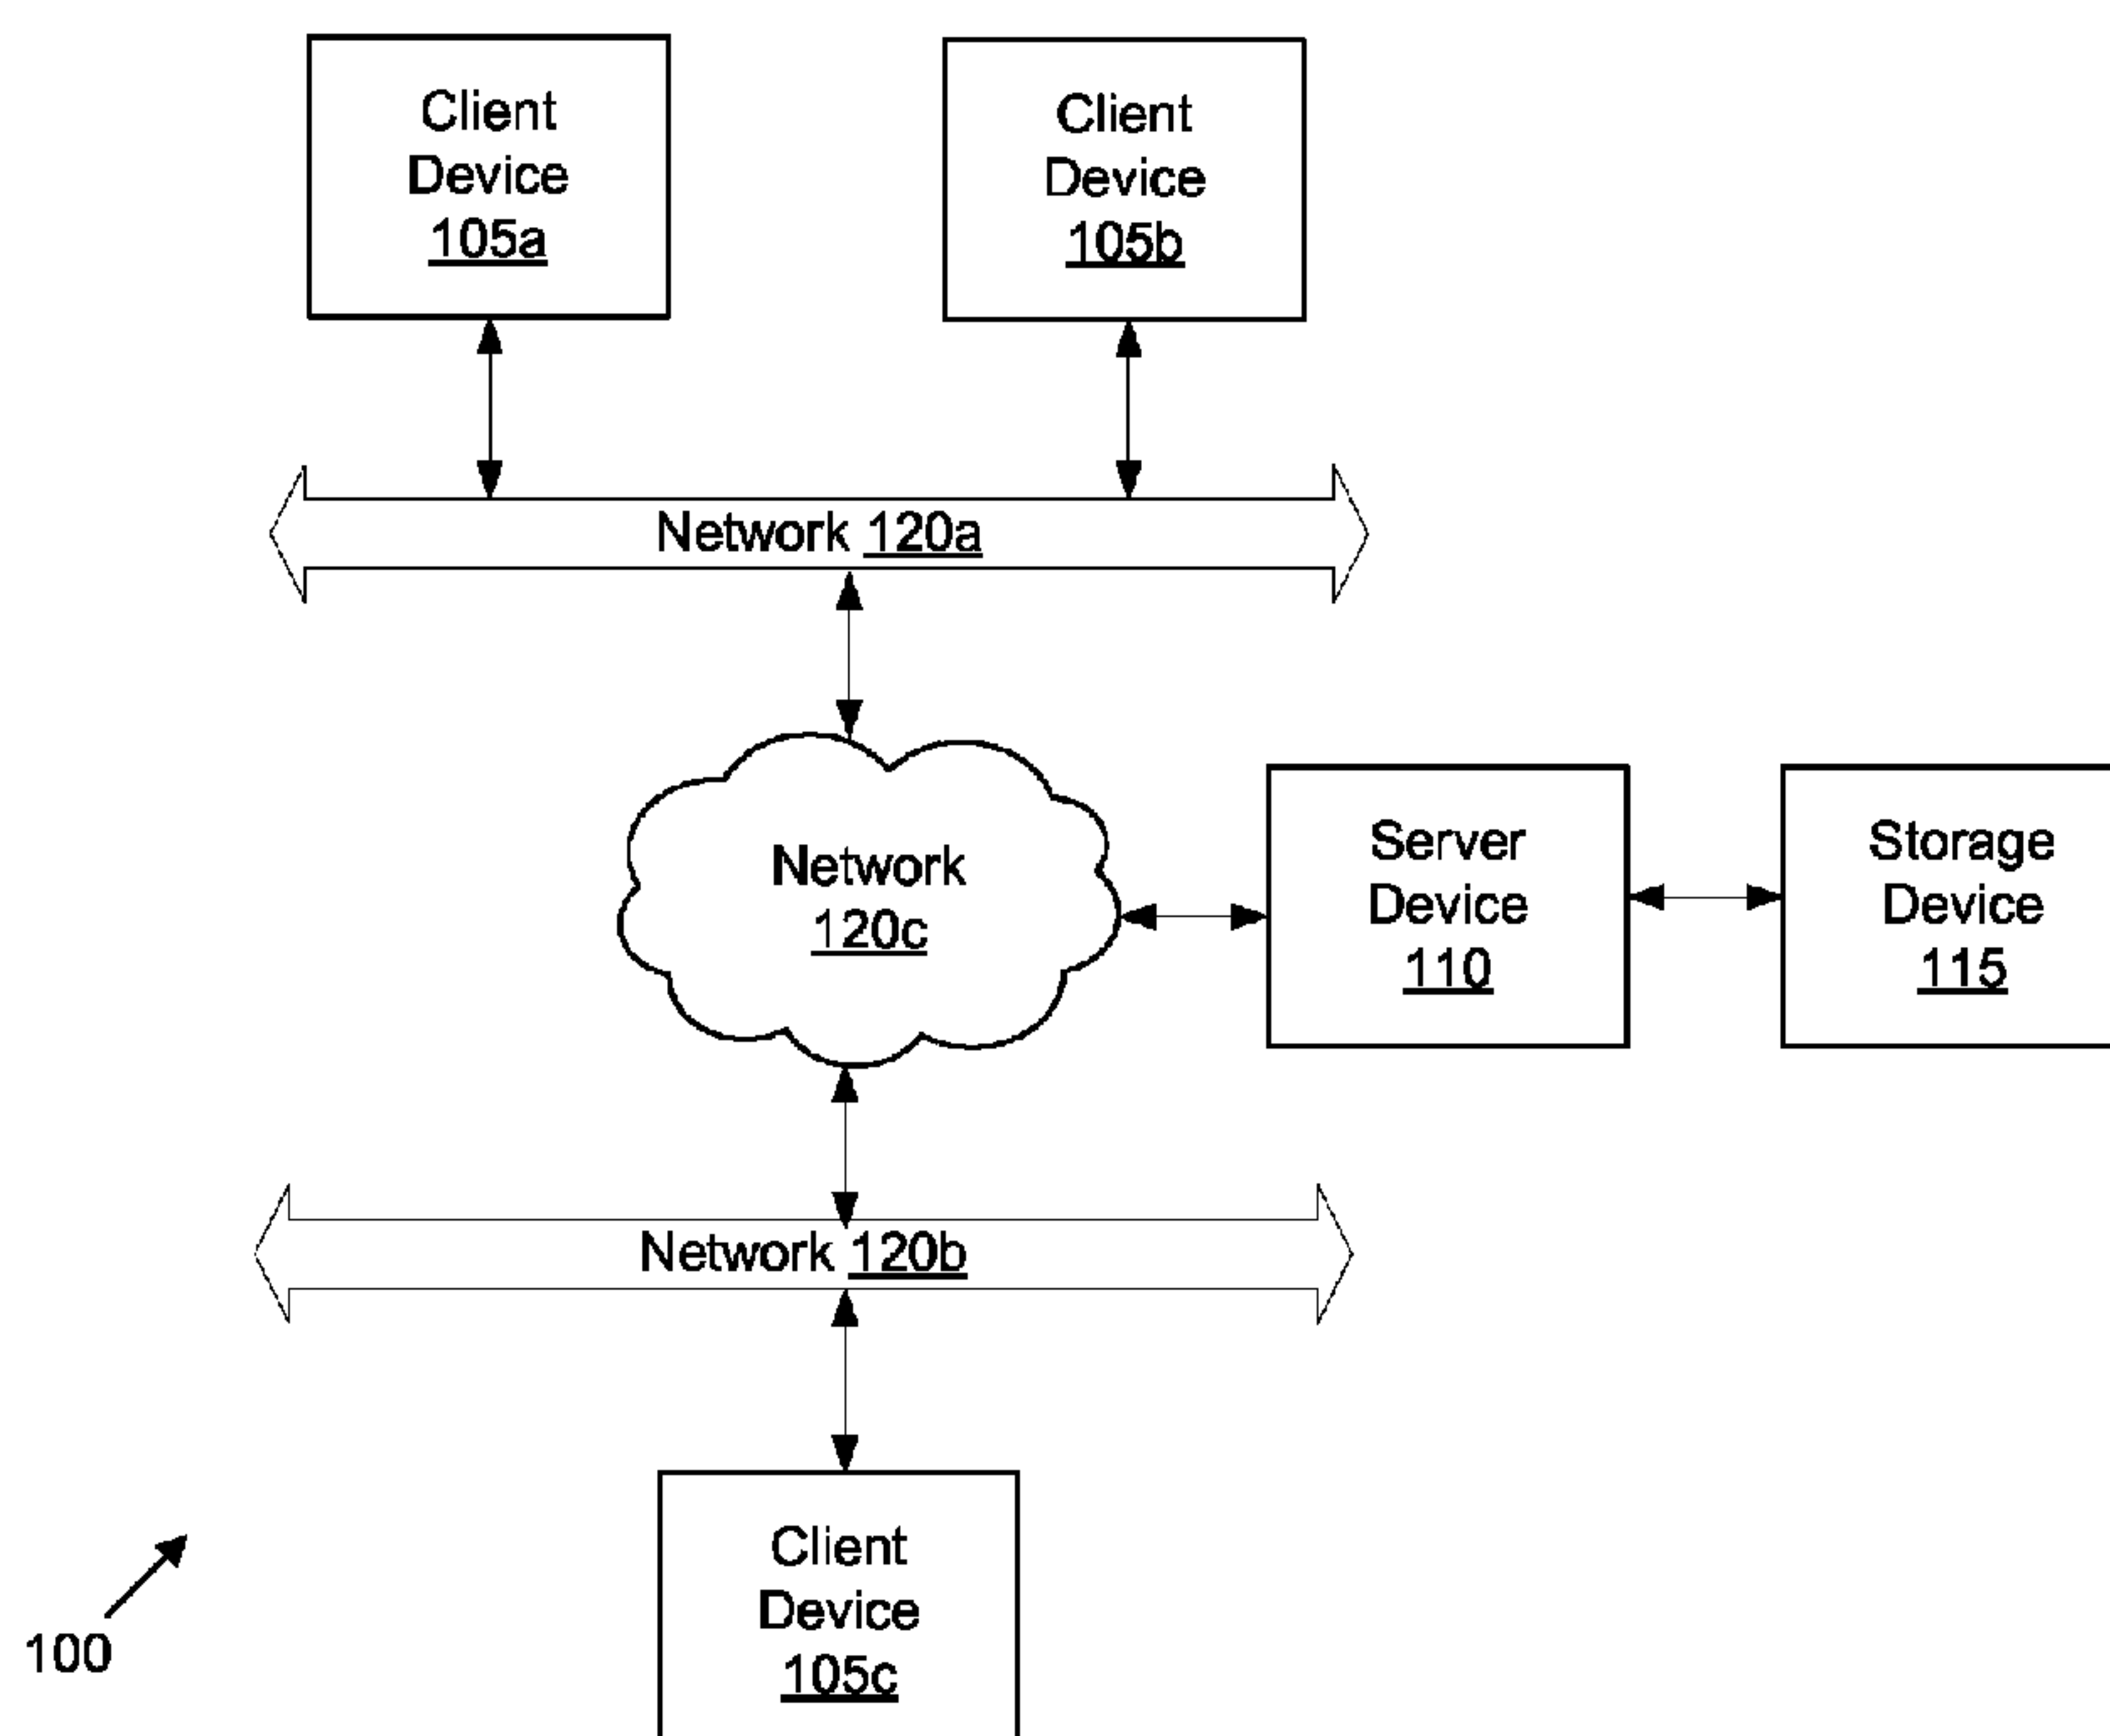 Client
Device
105a
Client
Device
105b
Network 120a
Network
120c
Server
Device
110
Storage
Device
115
Network 120b
Client
Device
105c
100